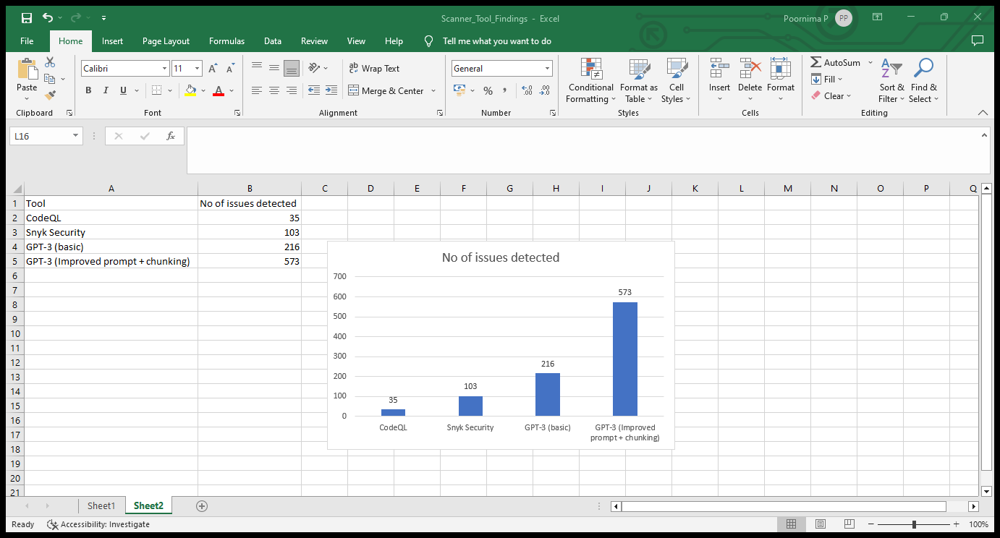 Scanner_Tool_Findings - Excel
Poornima P PP
File Home Insert Page Layout Formulas Data Review View Help Tell me what you want to do
Paste
Clipboard
Calibri 11
B I U A
Font
ab Wrap Text
Merge & Center
Alignment
General
% ,
Number
Conditional Formatting
Format as Table
Cell Styles
Styles
Insert Delete Format
Cells
AutoSum
Fill
Clear
Sort & Filter
Find & Select
Editing
L16 fx
A B C D E F G H I J K L M N O P Q
1 Tool No of issues detected
2 CodeQL 35
3 Snyk Security 103
4 GPT-3 (basic) 216
5 GPT-3 (Improved prompt + chunking) 573
6
7
8
9
10
11
12
13
14
15
16
17
18
19
20
21
No of issues detected
700
600
500
400
300
200
100
0
35
103
216
573
CodeQL
Snyk Security
GPT-3 (basic)
GPT-3 (Improved
prompt + chunking)
Sheet1 Sheet2
Ready Accessibility: Investigate 100%